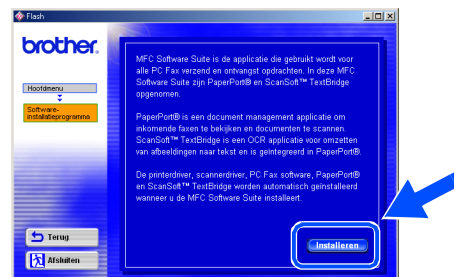 Flash
brother.
Hoofdmenu
Software-
installatieprogramma
MFC Software Suite is de applicatie die gebruikt wordt voor
alle PC Fax verzend en ontvangst opdrachten. In deze MFC
Software Suite zijn PaperPort® en ScanSoft™ TextBridge
opgenomen.
PaperPort® is een document management applicatie om
inkomende faxen te bekijken en documenten te scannen.
ScanSoft™ TextBridge is een OCR applicatie voor omzetten
van afbeeldingen naar tekst en is geintegreerd in PaperPort®.
De printerdriver, scannerdriver, PC Fax software, PaperPort®
en ScanSoft™ TextBridge worden automatisch geïnstalleerd
wanneer u de MFC Software Suite installeert.
Installeren
Terug
Afsluiten